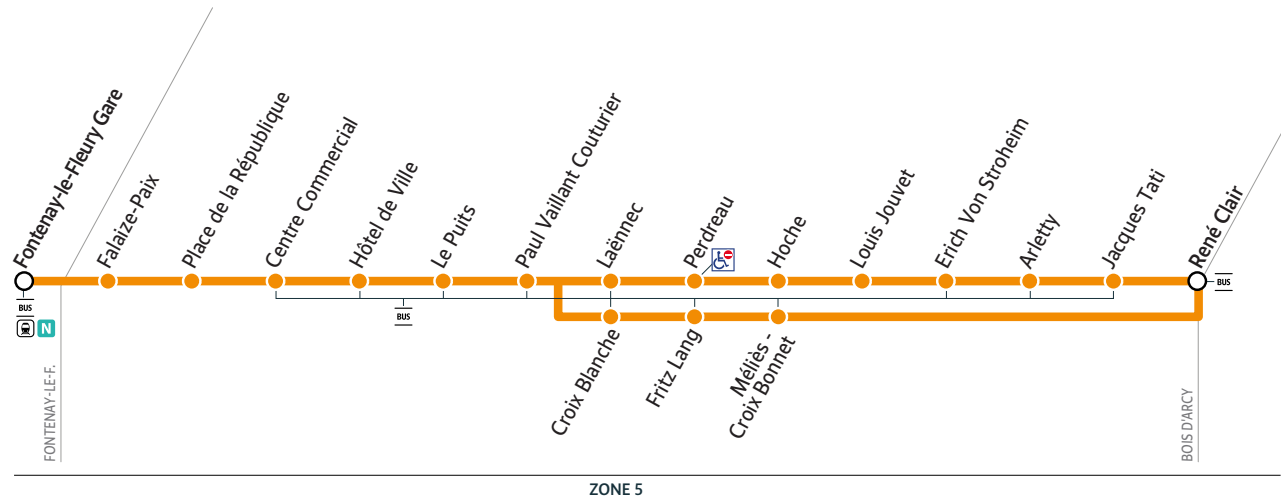 Fontenay-le-Fleury Gare
Falaize-Paix
Place de la République
Centre Commercial
Hôtel de Ville
Le Puits
Paul Vaillant Couturier
Laënnec
Perdreau
Hoche
Louis Jouvet
Erich Von Stroheim
Arletty
Jacques Tati
René Clair
BUS
BUS
BUS
N
Croix Blanche
Fritz Lang
Méliès -
Croix Bonnet
FONTENAY-LE-F.
BOIS D'ARCY
ZONE 5